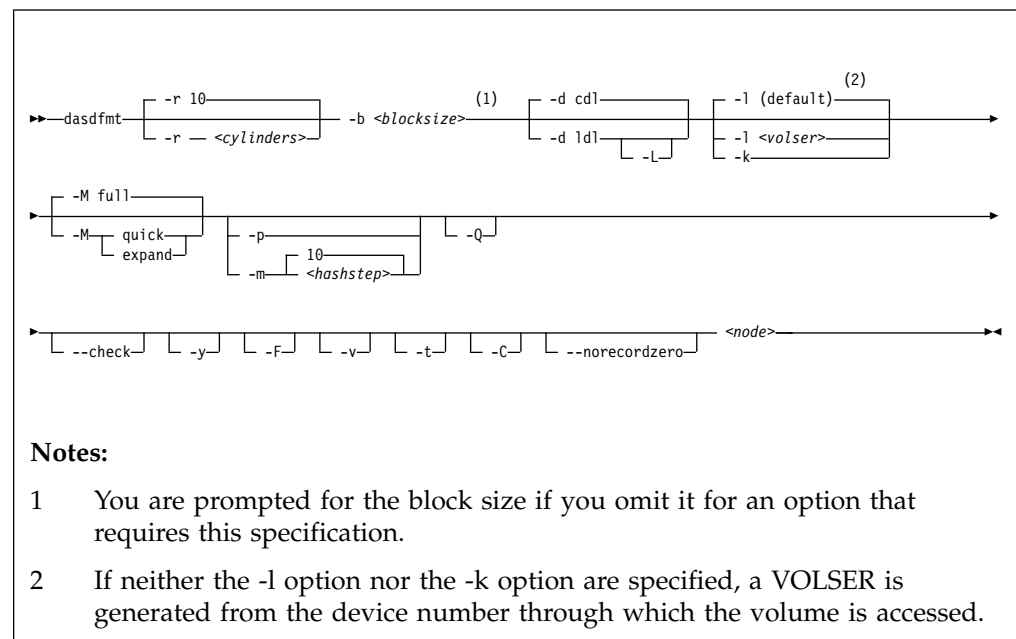 -r 10
-r <cylinders>
dasdfmt
-b <blocksize>
(1)
-d cdl
-d ldl
-L
(2)
-l (default)
-l <volser>
-k
-M full
-M
quick
expand
-p
-m
10
<hashstep>
-Q
--check
-y
-F
-v
-t
-C
--norecordzero
<node>
Notes:
1 You are prompted for the block size if you omit it for an option that
requires this specification.
2 If neither the -l option nor the -k option are specified, a VOLSER is
generated from the device number through which the volume is accessed.